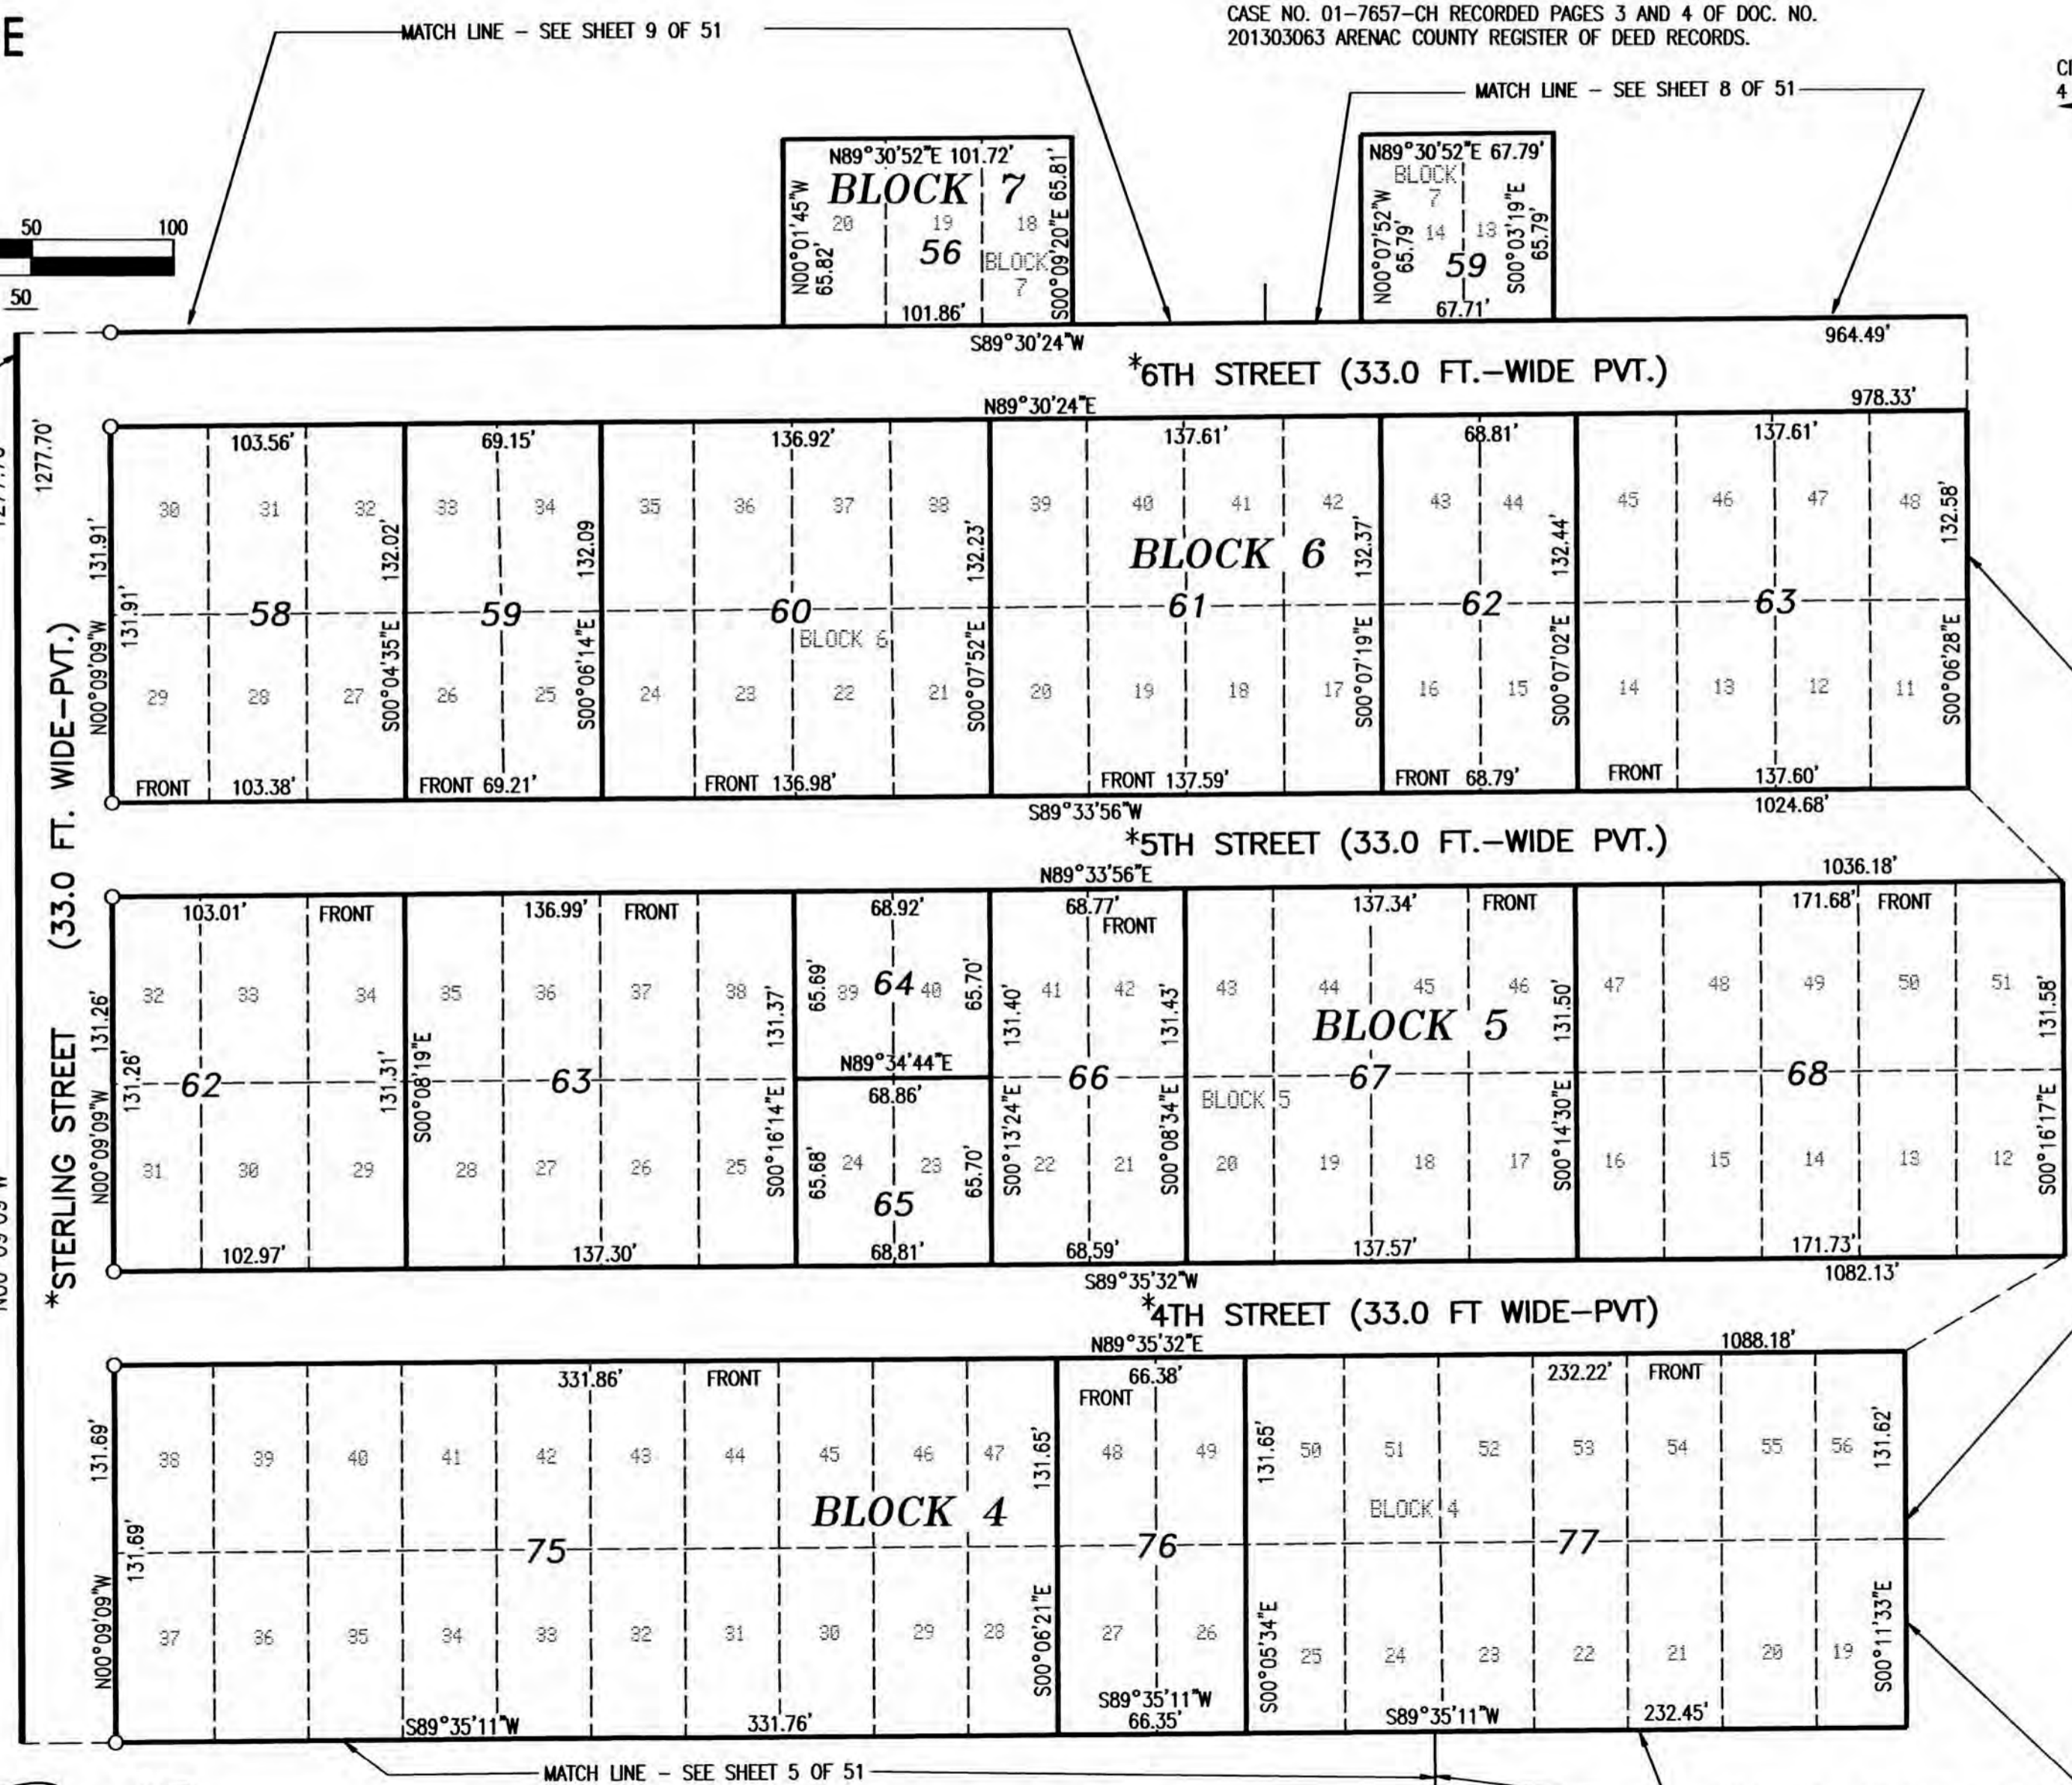 E
MATCH LINE – SEE SHEET 9 OF 51
CASE NO. 01-7657-CH RECORDED PAGES 3 AND 4 OF DOC. NO.
201303063 ARENAC COUNTY REGISTER OF DEED RECORDS.
MATCH LINE – SEE SHEET 8 OF 51
4
50 100
50
N89°30'52"E 101.72'
BLOCK 7
N00°01'45"W
65.82'
20 19 18
56
BLOCK
7
S00°09'20"E 65.81'
101.86'
N89°30'52"E 67.79'
BLOCK
7
N00°07'52"W
65.79'
14 13
59
S00°03'19"E
65.79'
67.71'
S89°30'24"W
964.49'
*6TH STREET (33.0 FT.–WIDE PVT.)
N89°30'24"E
978.33'
1277.70'
103.56' 69.15' 136.92' 137.61' 68.81' 137.61'
30 31 32 33 34 35 36 37 38 39 40 41 42 43 44 45 46 47 48
131.91' 132.02' 132.09 132.23' 132.37' 132.44' 132.58'
BLOCK 6
131.91'
58 59 60 61 62 63
BLOCK 6
N00°09'09"W S00°04'35"E S00°06'14"E S00°07'52"E S00°07'19"E S00°07'02"E S00°06'28"E
29 28 27 26 25 24 23 22 21 20 19 18 17 16 15 14 13 12 11
FRONT 103.38' FRONT 69.21' FRONT 136.98' FRONT 137.59' FRONT 68.79' FRONT 137.60'
S89°33'56"W
1024.68'
*5TH STREET (33.0 FT.–WIDE PVT.)
*STERLING STREET (33.0 FT. WIDE–PVT.)
N89°33'56"E
1036.18'
103.01' FRONT 136.99' FRONT 68.92' 68.77' 137.34' FRONT 171.68' FRONT
FRONT
32 33 34 35 36 37 38 39 64 40 41 42 43 44 45 46 47 48 49 50 51
131.26' 131.37' 65.69' 65.70' 131.40' 131.43' 131.50' 131.58'
BLOCK 5
131.26' 131.31' S00°08'19"E
N89°34'44"E
62 63 66 67 68
68.86'
BLOCK 5
N00°09'09"W S00°16'14"E S00°13'24"E S00°08'34"E S00°14'30"E S00°16'17"E
65.68' 65.70'
31 30 29 28 27 26 25 24 23 22 21 20 19 18 17 16 15 14 13 12
65
102.97' 137.30' 68.81' 68.59' 137.57' 171.73'
S89°35'32"W
1082.13'
*4TH STREET (33.0 FT WIDE–PVT)
N89°35'32"E
1088.18'
331.86' FRONT 66.38' 232.22' FRONT
FRONT
131.69' 131.65' 131.65' 131.62'
38 39 40 41 42 43 44 45 46 47 48 49 50 51 52 53 54 55 56
BLOCK 4
BLOCK 4
131.69'
75 76 77
N00°09'09"W S00°06'21"E S00°05'34"E S00°11'33"E
37 36 35 34 33 32 31 30 29 28 27 26 25 24 23 22 21 20 19
S89°35'11"W 331.76' S89°35'11"W 66.35' S89°35'11"W 232.45'
MATCH LINE – SEE SHEET 5 OF 51